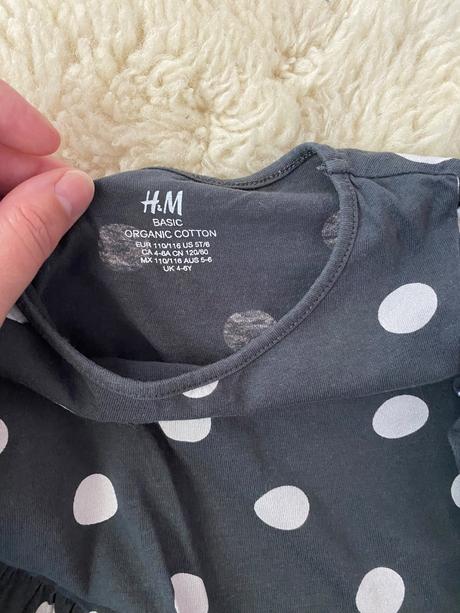 H&M
BASIC
ORGANIC COTTON
EUR 110/116 US 5T/6
CA 4-6A CN 120/60
MX 110/116 AUS 5-6
UK 4-6Y